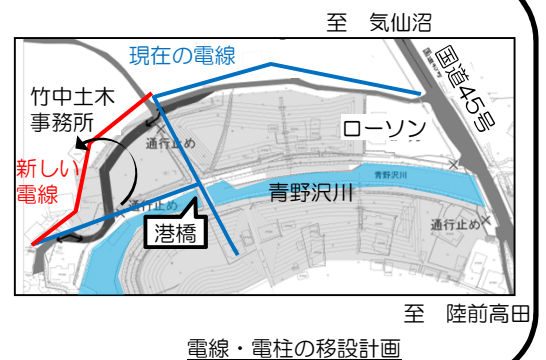 至 気仙沼
現在の電線
国道45号
竹中土木
事務所
ローソン
通行止め
新しい
電線
青野沢川
青野沢川
通行止め
通行止め
港橋
至 陸前高田
電線・電柱の移設計画